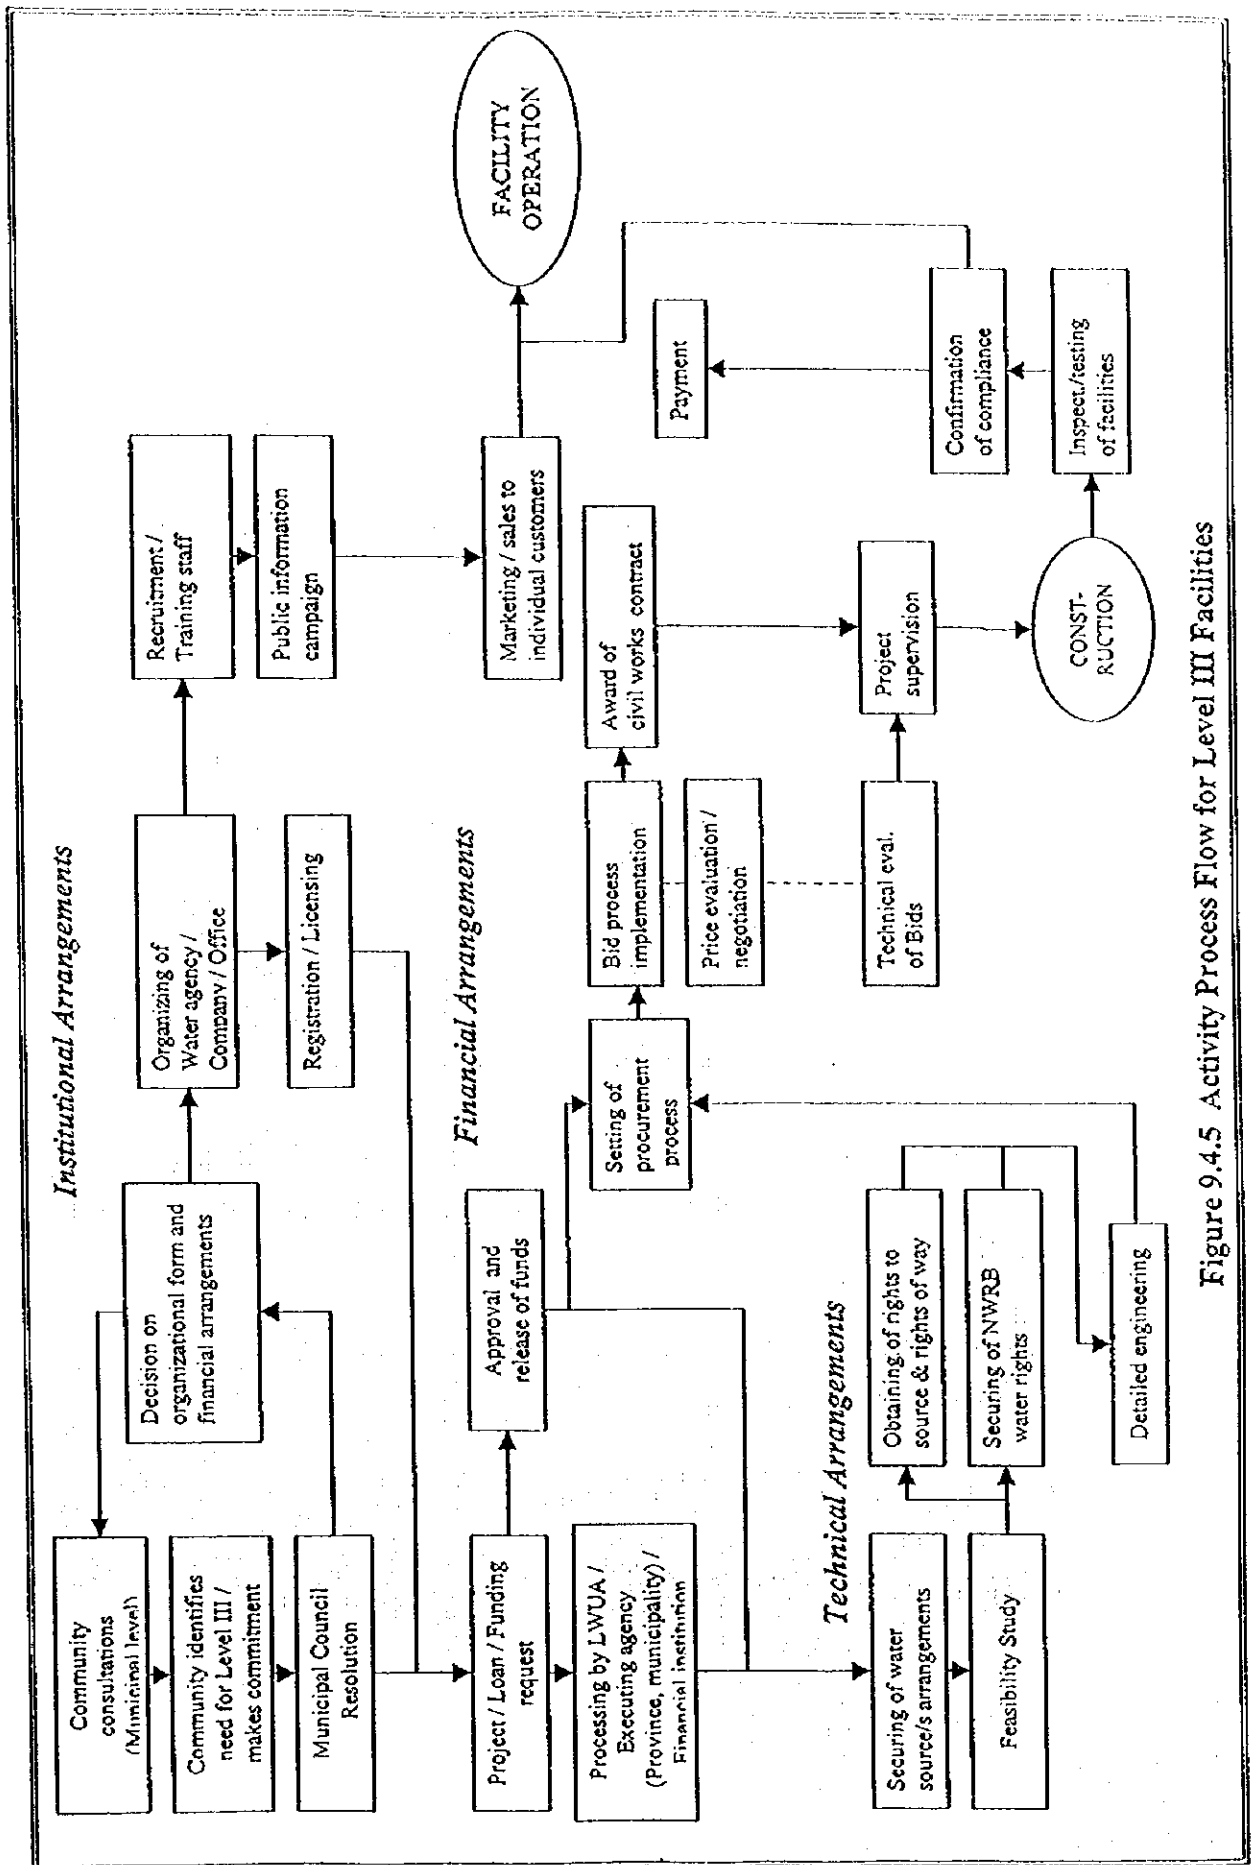 Institutional Arrangements
Community
consultations
(Municipal level)
Community identifies
need for Level III /
makes commitment
Municipal Council
Resolution
Decision on
organizational form and
financial arrangements
Organizing of
Water agency /
Company / Office
Registration / Licensing
Recruitment /
Training staff
Public information
campaign
Financial Arrangements
Project / Loan / Funding
request
Processing by LWUA /
Executing agency
(Province, municipality) /
Financial institution
Approval and
release of funds
Setting of
procurement
process
Bid process
implementation
Price evaluation /
negotiation
Technical eval.
of Bids
Award of
civil works contract
Project
supervision
Marketing / sales to
individual customers
FACILITY
OPERATION
Payment
Confirmation
of compliance
Inspect./testing
of facilities
CONST-
RUCTION
Technical Arrangements
Securing of water
source/s arrangements
Feasibility Study
Obtaining of rights to
source & rights of way
Securing of NWRB
water rights
Detailed engineering
Figure 9.4.5 Activity Process Flow for Level III Facilities